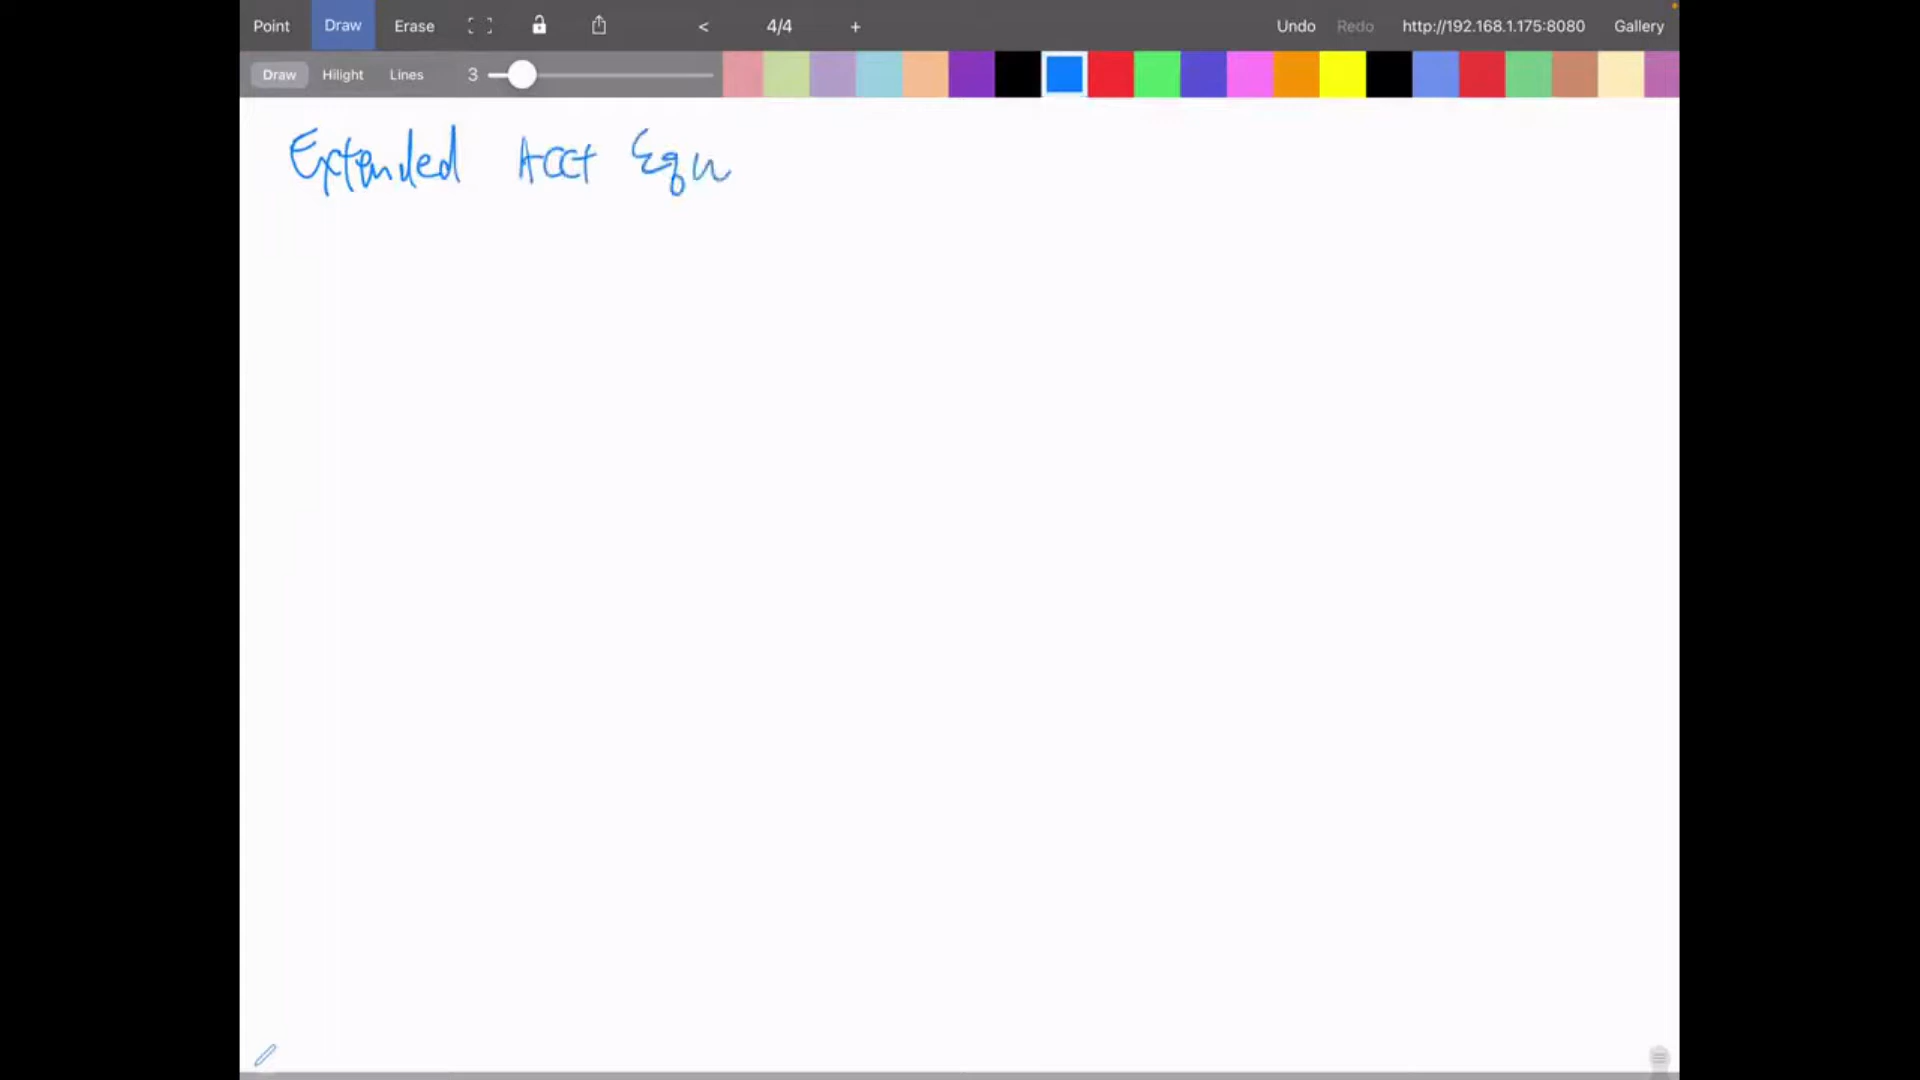 Point Draw Erase < 4/4 + Undo Redo http://192.168.1.175:8080 Gallery
Draw Hilight Lines 3
Extended Acct Equ